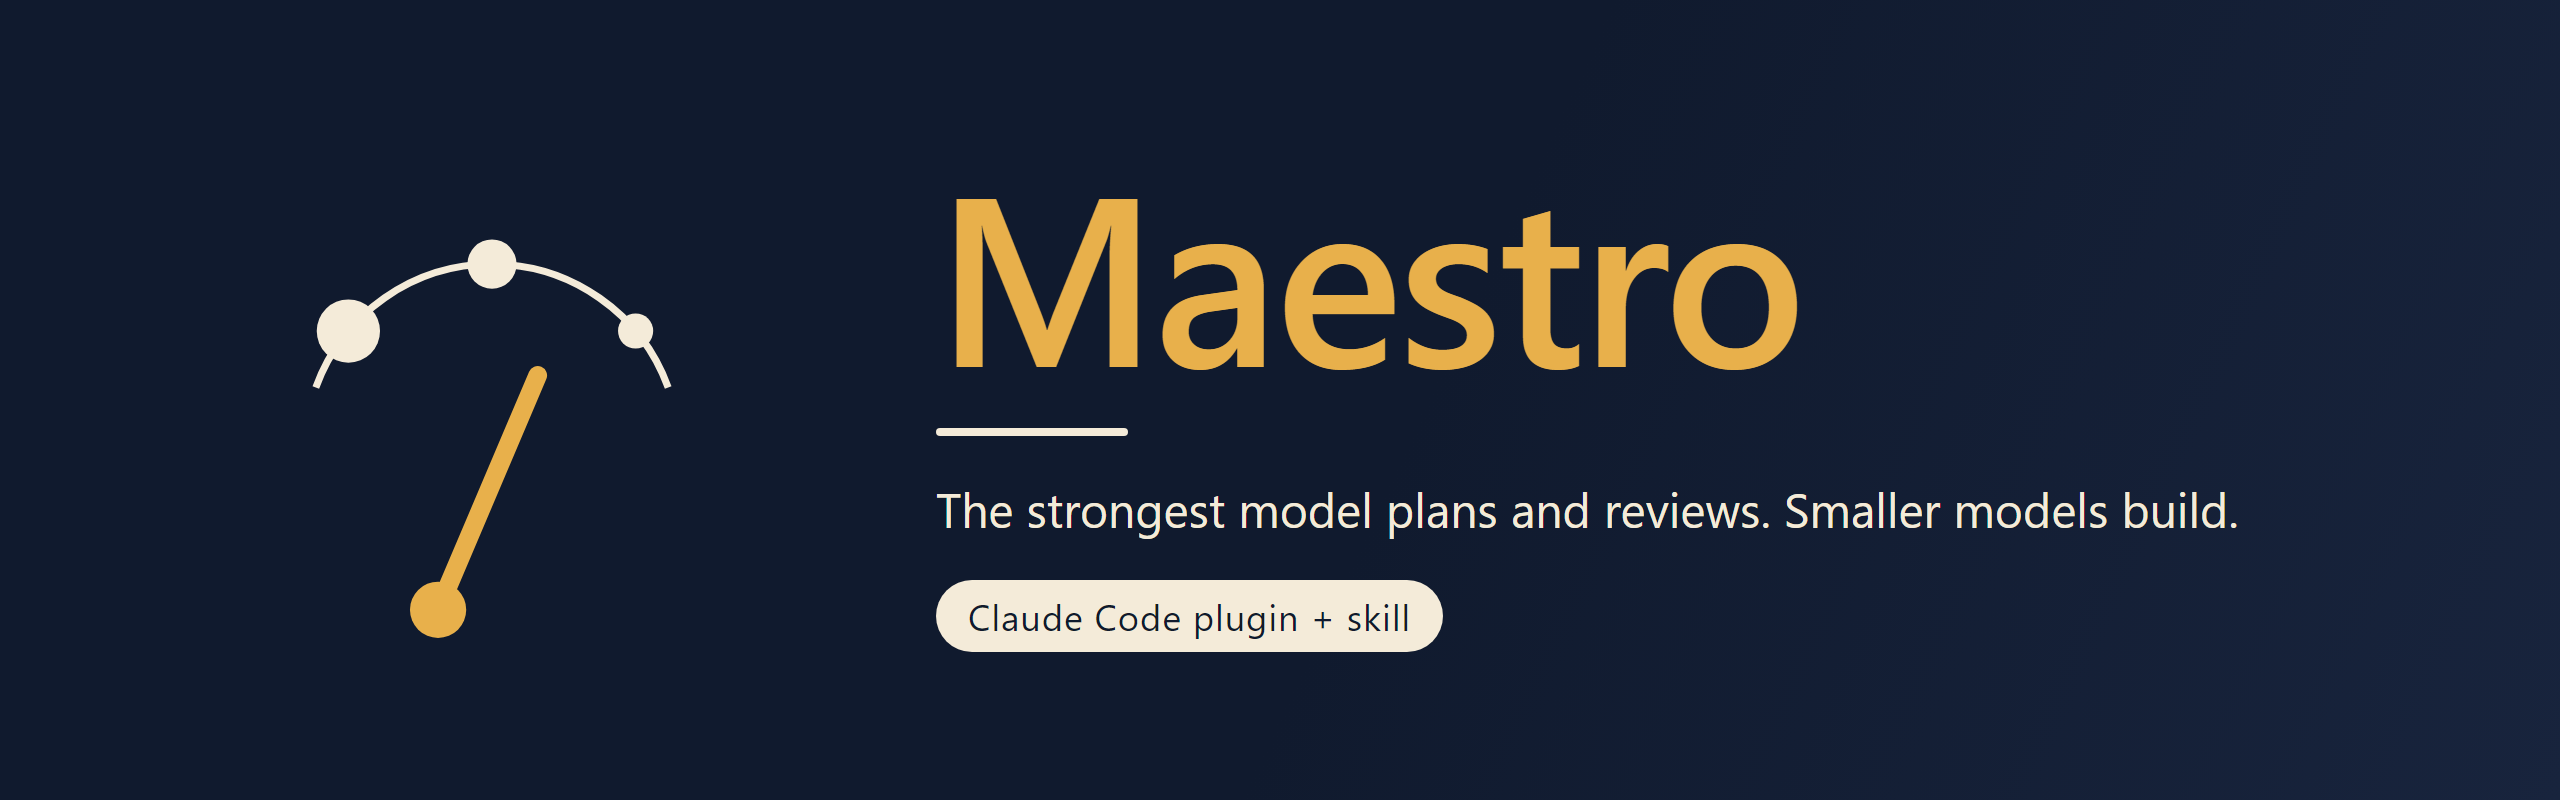 Maestro
The strongest model plans and reviews. Smaller models build.
Claude Code plugin + skill